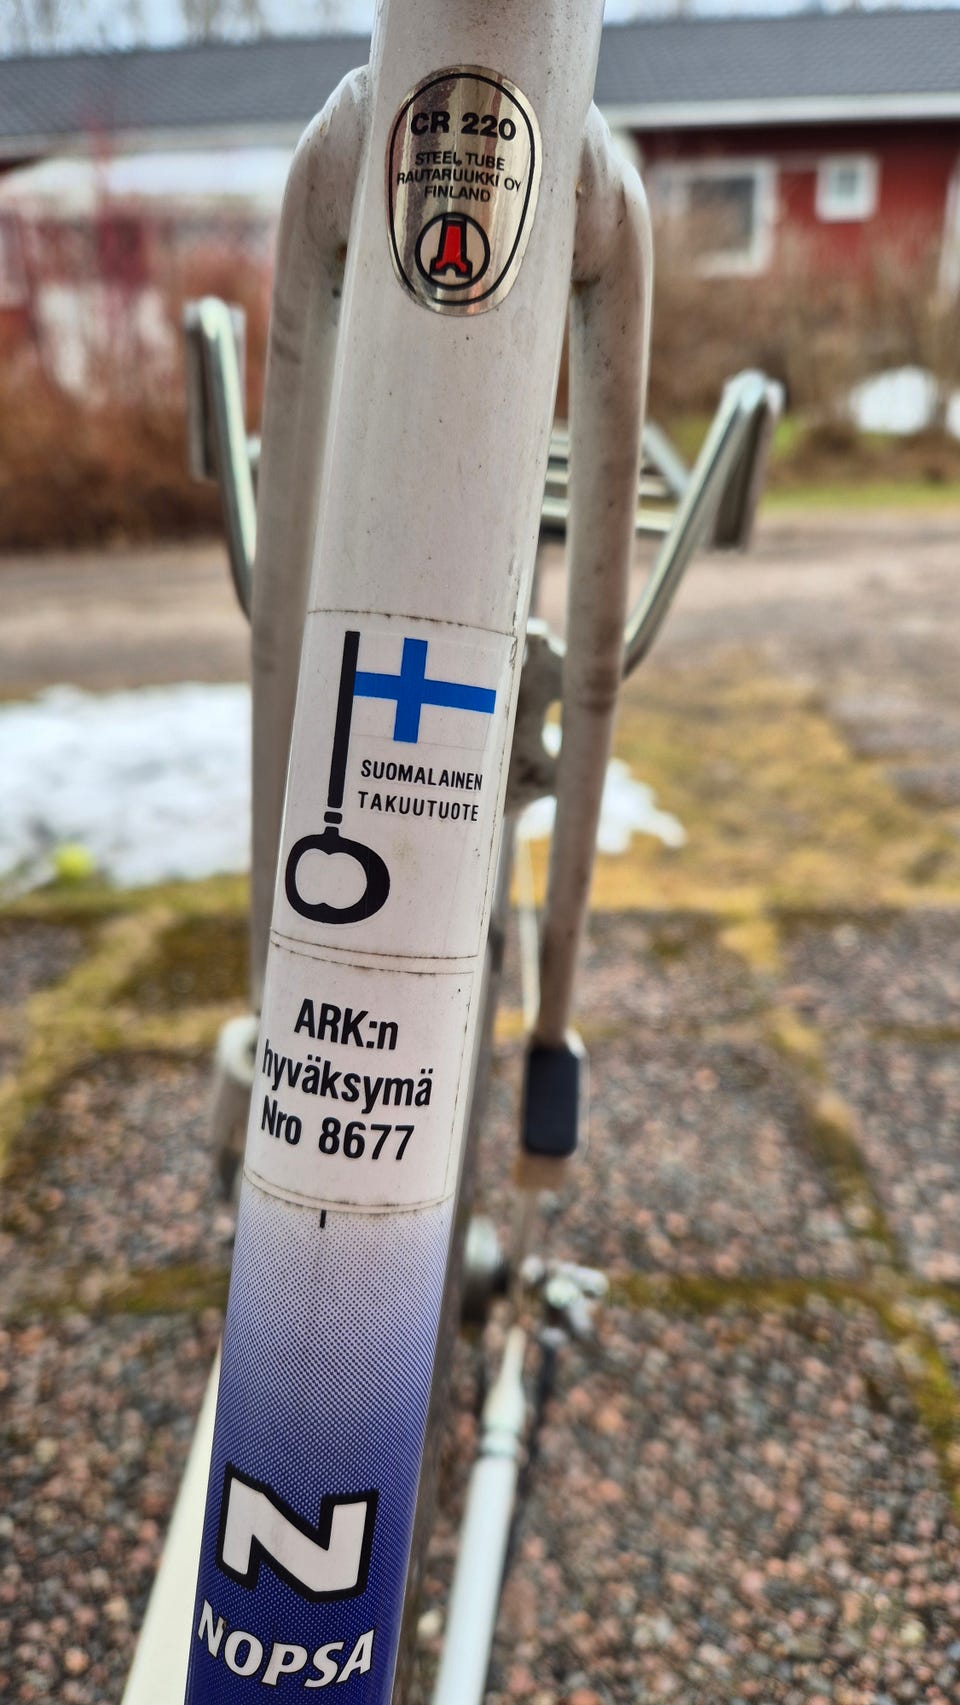 CR 220
STEEL TUBE
RAUTARUUKKI OY
FINLAND
SUOMALAINEN
TAKUUTUOTE
ARK:n
hyväksymä
Nro 8677
N
NOPSA